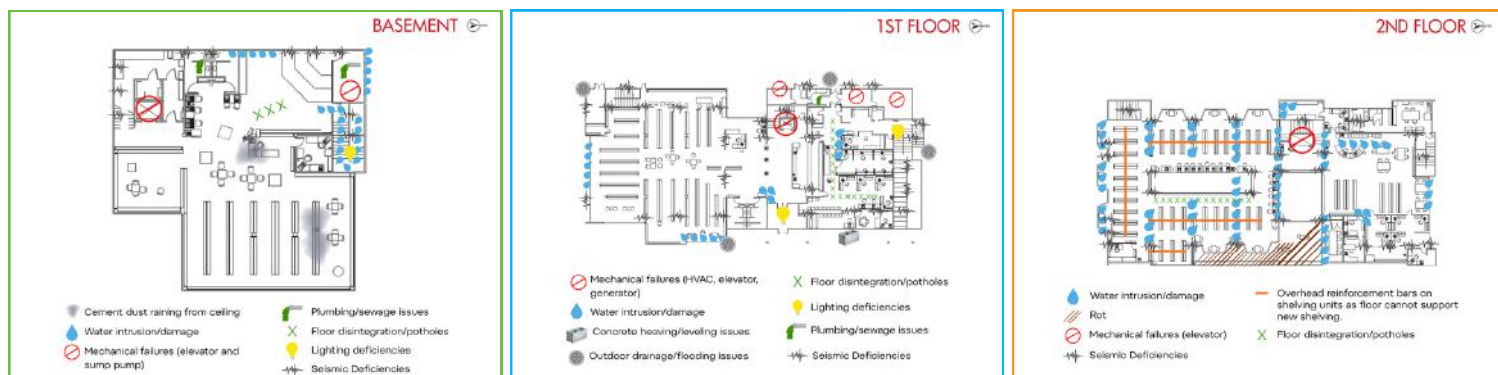 BASEMENT
Cement dust raining from ceiling
Water intrusion/damage
Mechanical failures (elevator and
sump pump)
Plumbing/sewage issues
Floor disintegration/potholes
Lighting deficiencies
Seismic Deficiencies
1ST FLOOR
Mechanical failures (HVAC, elevator,
generator)
Water intrusion/damage
Concrete heaving/leveling issues
Outdoor drainage/flooding issues
Floor disintegration/potholes
Lighting deficiencies
Plumbing/sewage issues
Seismic Deficiencies
2ND FLOOR
Water intrusion/damage
Rot
Mechanical failures (elevator)
Seismic Deficiencies
Overhead reinforcement bars on
shelving units as floor cannot support
new shelving.
Floor disintegration/potholes